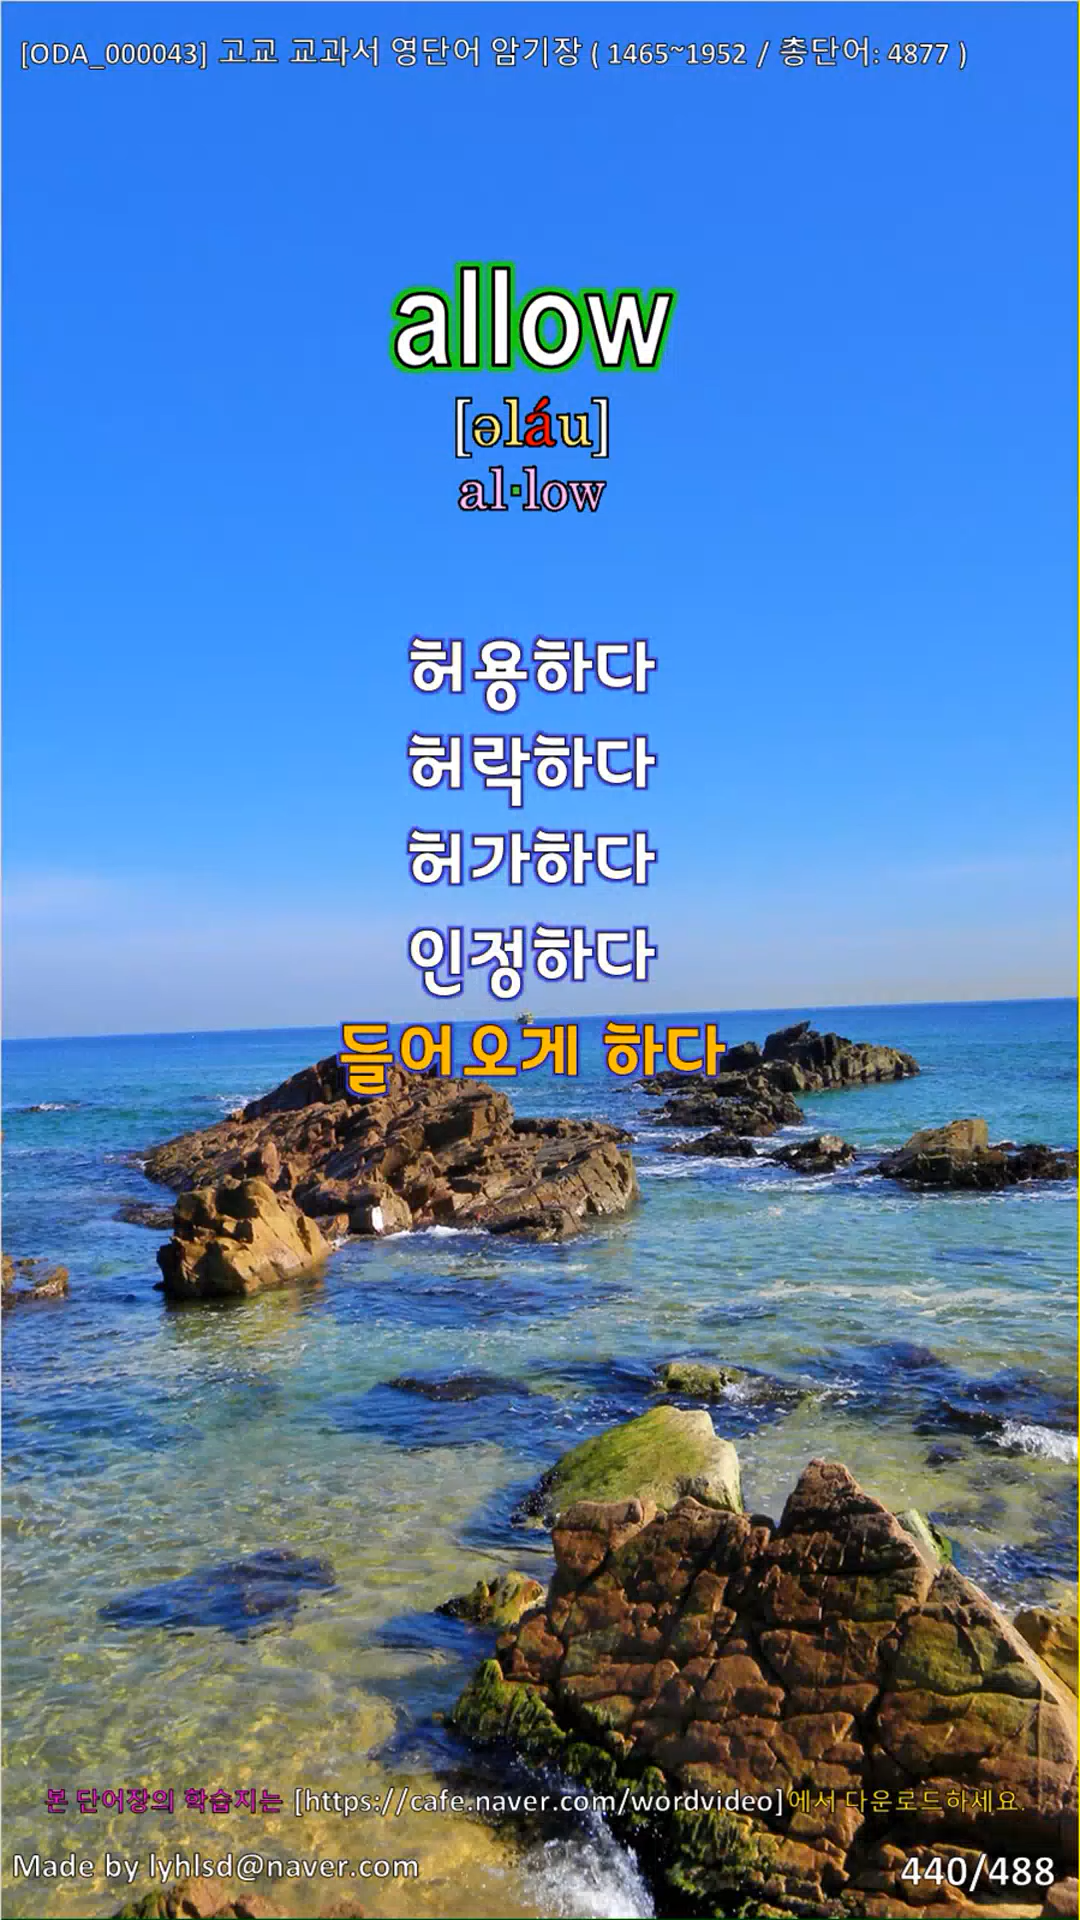 [ODA_000043] 고교 교과서 영단어 암기장 ( 1465~1952 / 총단어: 4877 )
allow
[əláu]
al·low
허용하다
허락하다
허가하다
인정하다
들어오게 하다
본 단어장의 학습지는 [https://cafe.naver.com/wordvideo]에서 다운로드하세요.
Made by lyhlsd@naver.com
440/488